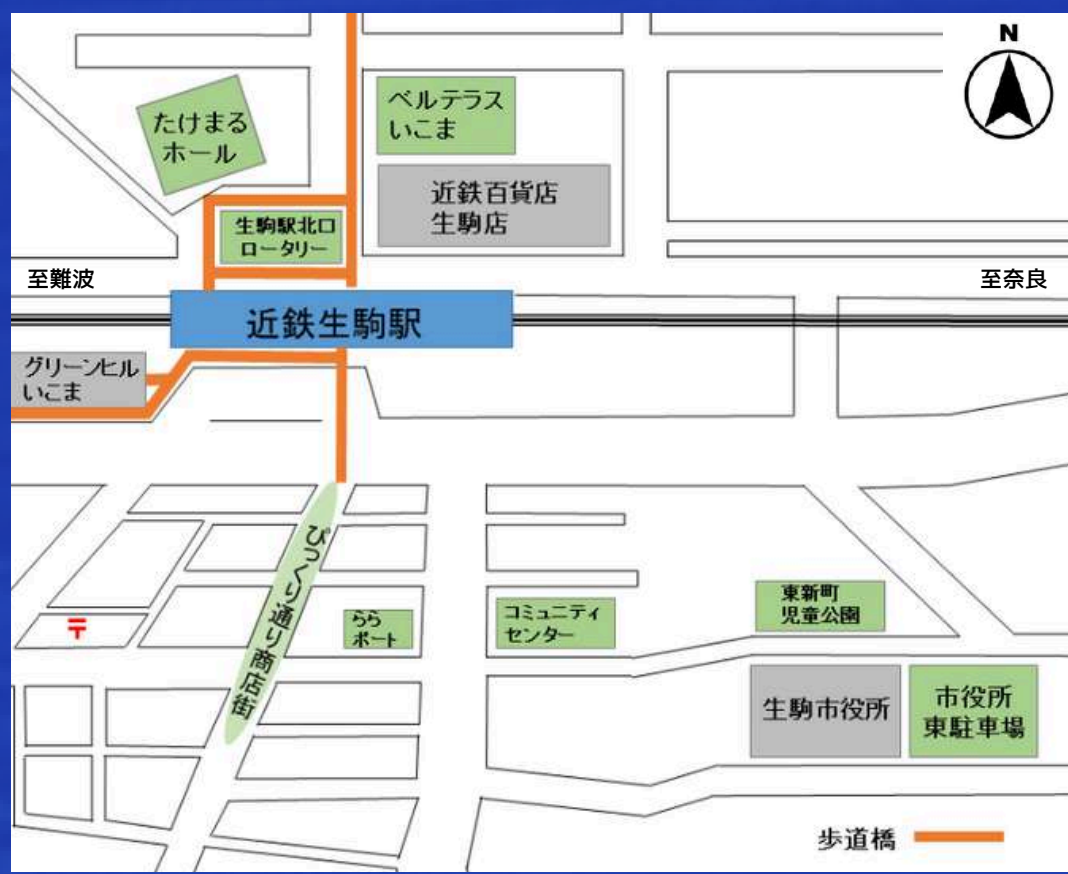 N
たけまる
ホール
ベルテラス
いこま
近鉄百貨店
生駒店
生駒駅北口
ロータリー
至難波
至奈良
近鉄生駒駅
グリーンヒル
いこま
ぴっくり通り商店街
〒
らら
ポート
コミュニティ
センター
東新町
児童公園
生駒市役所
市役所
東駐車場
歩道橋